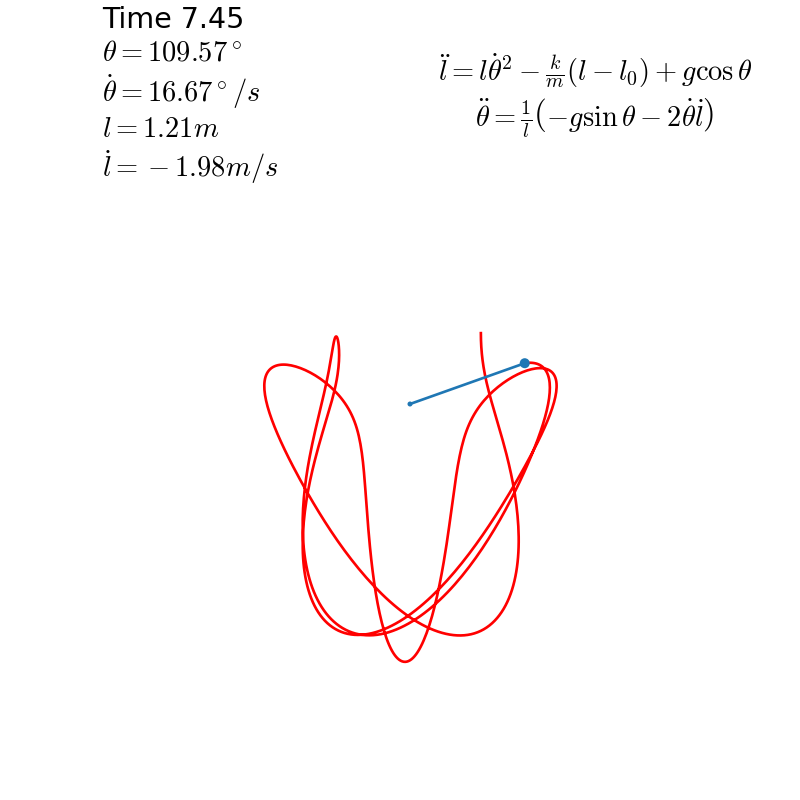 Time 7.45
θ = 109.57°
θ̇ = 16.67° /s
l = 1.21m
l̇ = − 1.98m/s
l̈ = lθ̇² − k/m (l − l₀) + g cos θ
θ̈ = 1/l (−g sin θ − 2θ̇l̇)